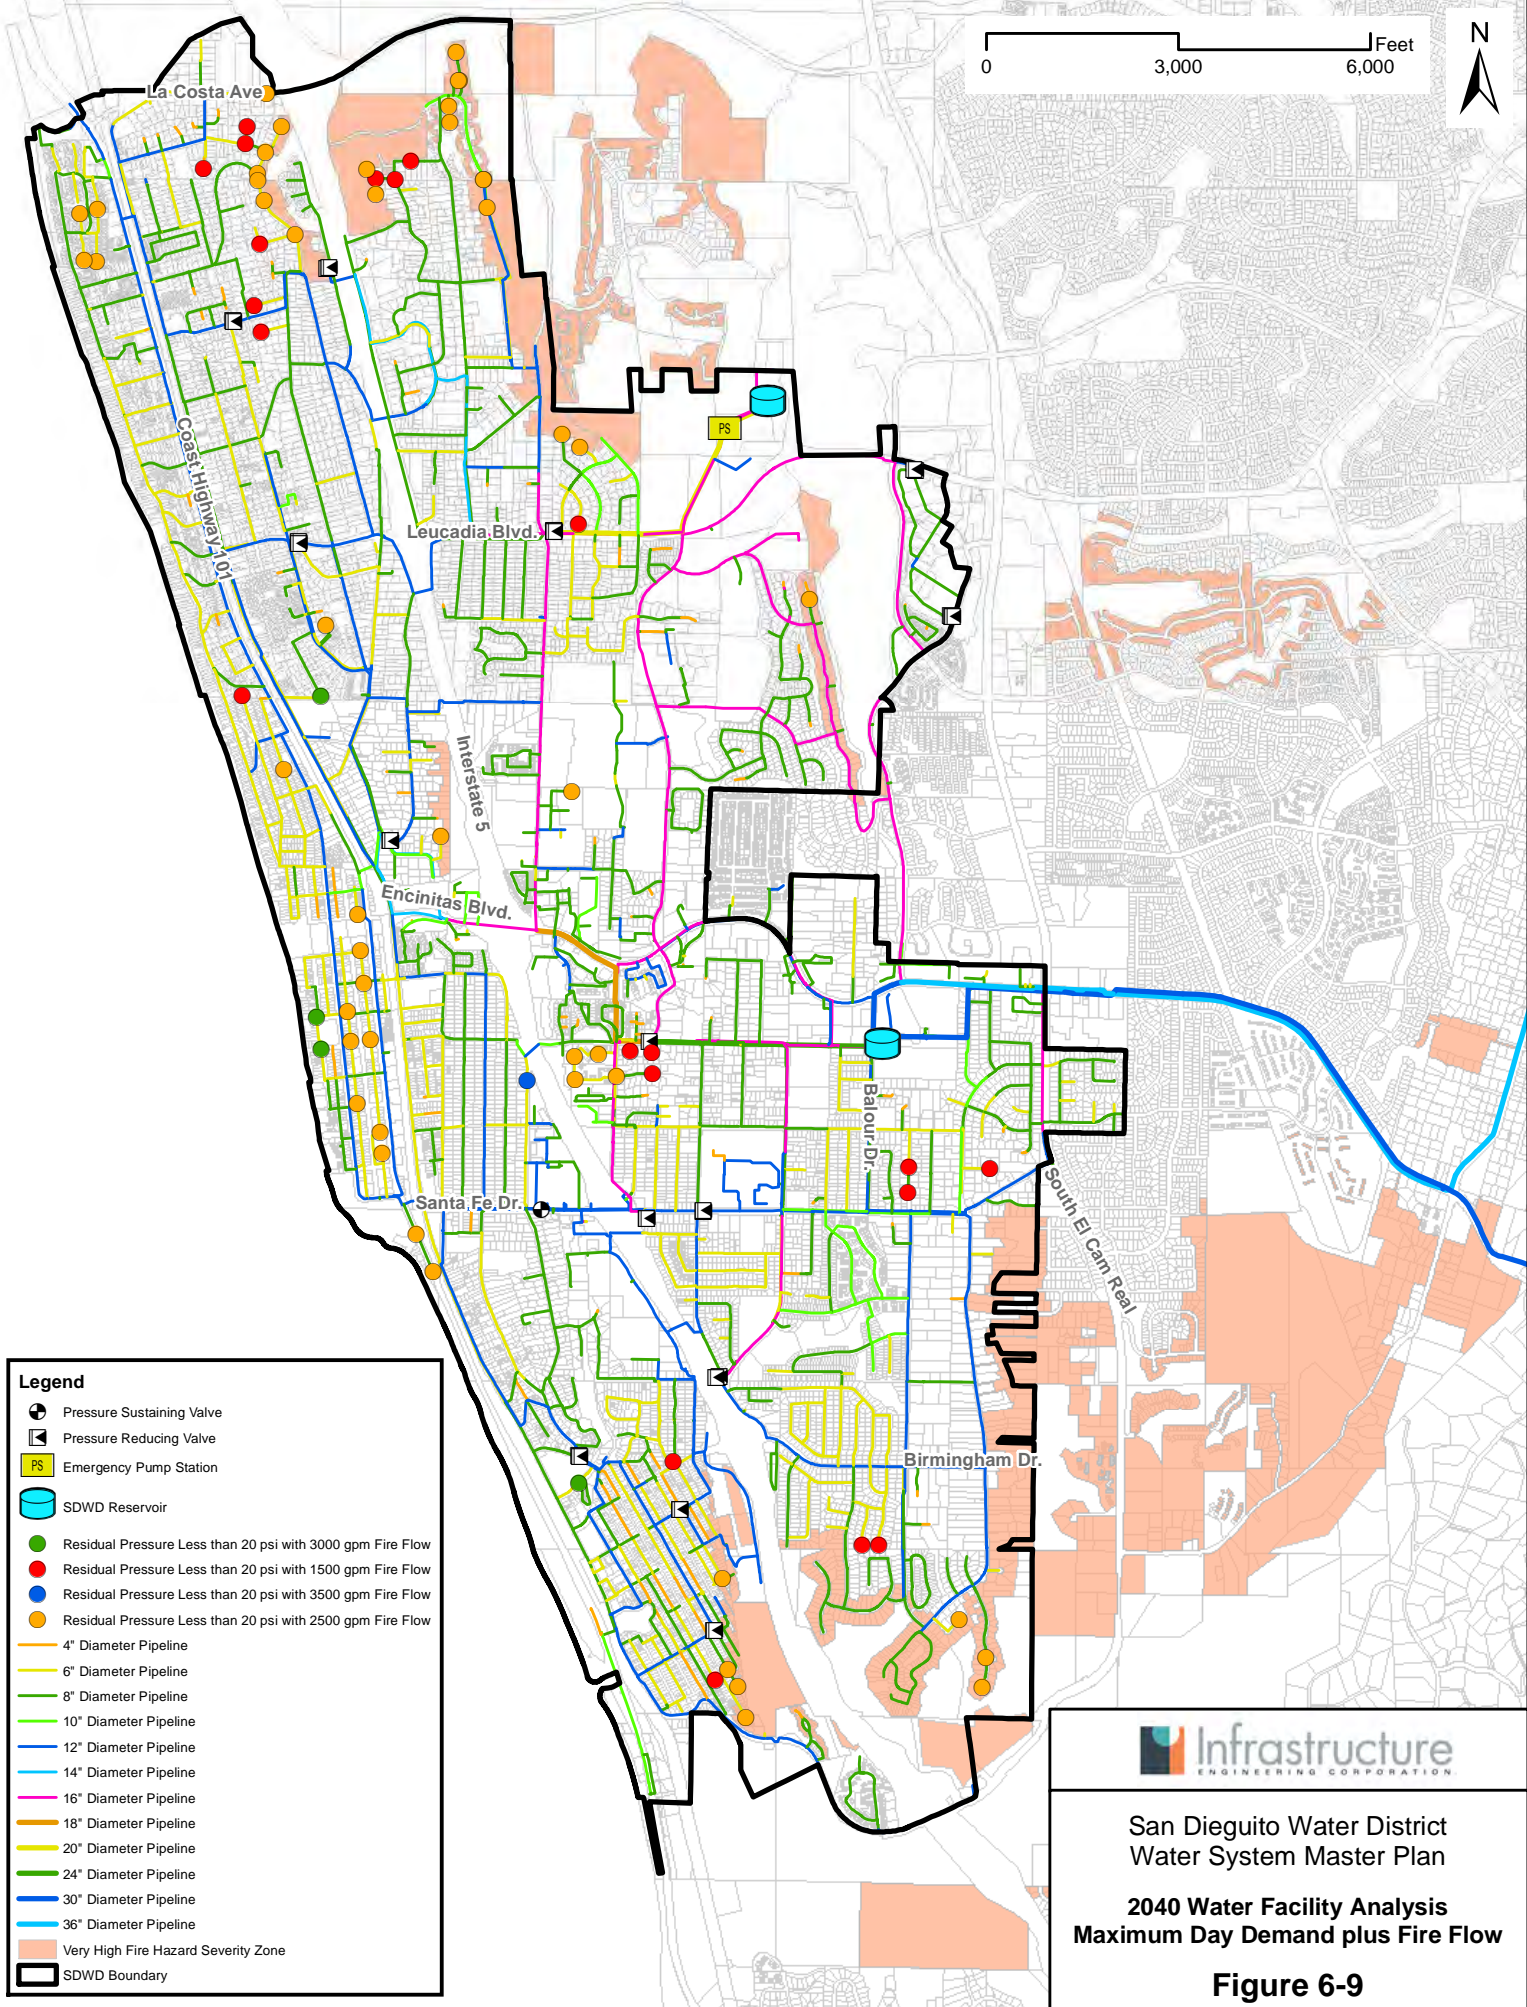 Feet
0
3,000
6,000
N
La Costa Ave
Coast Highway 101
Leucadia Blvd.
PS
Interstate 5
Encinitas Blvd.
Balour Dr.
Santa Fe Dr.
South El Cam Real
Birmingham Dr.
Legend
Pressure Sustaining Valve
Pressure Reducing Valve
PS Emergency Pump Station
SDWD Reservoir
Residual Pressure Less than 20 psi with 3000 gpm Fire Flow
Residual Pressure Less than 20 psi with 1500 gpm Fire Flow
Residual Pressure Less than 20 psi with 3500 gpm Fire Flow
Residual Pressure Less than 20 psi with 2500 gpm Fire Flow
4" Diameter Pipeline
6" Diameter Pipeline
8" Diameter Pipeline
10" Diameter Pipeline
12" Diameter Pipeline
14" Diameter Pipeline
16" Diameter Pipeline
18" Diameter Pipeline
20" Diameter Pipeline
24" Diameter Pipeline
30" Diameter Pipeline
36" Diameter Pipeline
Very High Fire Hazard Severity Zone
SDWD Boundary
Infrastructure
ENGINEERING CORPORATION
San Dieguito Water District
Water System Master Plan
2040 Water Facility Analysis
Maximum Day Demand plus Fire Flow
Figure 6-9